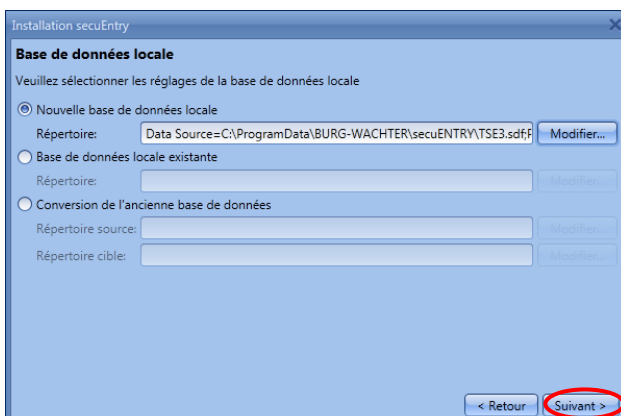 Installation secuEntry
Base de données locale
Veuillez sélectionner les réglages de la base de données locale
Nouvelle base de données locale
Répertoire: Data Source=C:\ProgramData\BURG-WACHTER\secuENTRY\TSE3.sdf;F Modifier...
Base de données locale existante
Répertoire: Modifier...
Conversion de l'ancienne base de données
Répertoire source: Modifier...
Répertoire cible: Modifier...
< Retour Suivant >